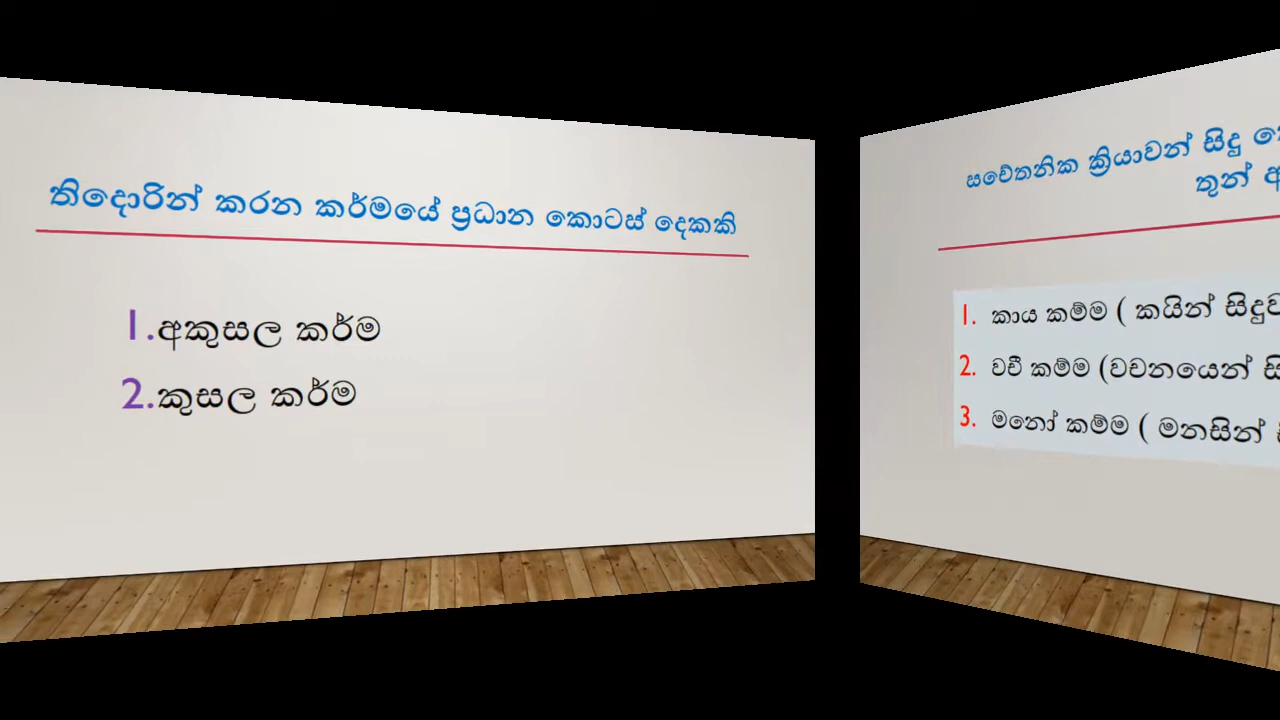 තිදොරින් කරන කර්මයේ ප්‍රධාන කොටස් දෙකකි
1.අකුසල කර්ම
2.කුසල කර්ම
සචේතනික ක්‍රියාවන් සිදු
තුන්
1. කාය කම්ම ( කයින්
2. වචී කම්ම (වචනයෙන්
3. මනෝ කම්ම ( මනසින්